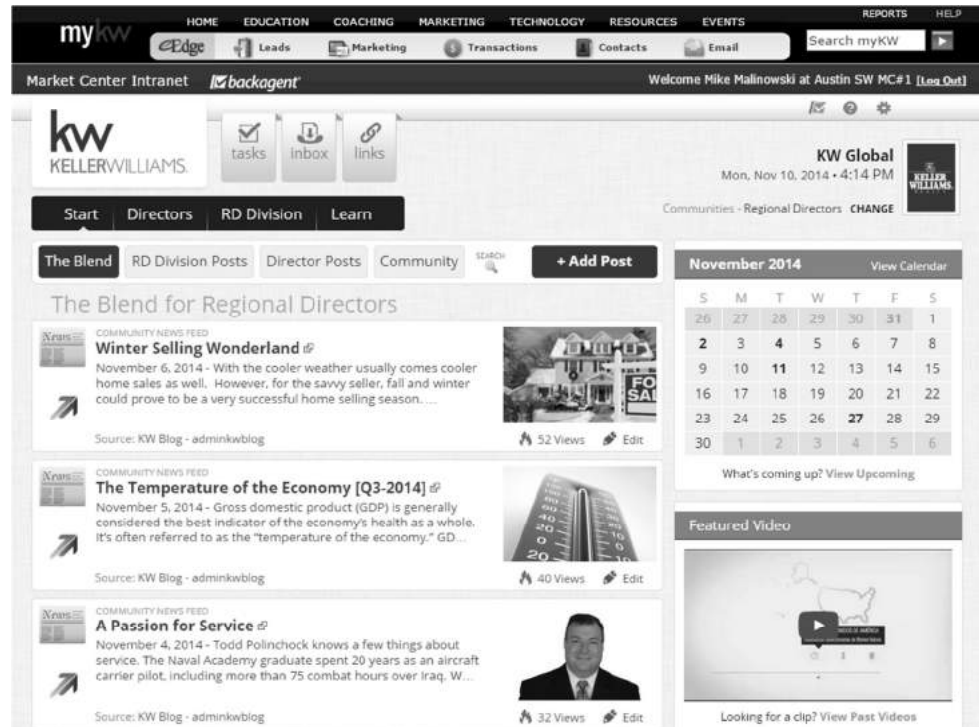 REPORTS HELP
HOME EDUCATION COACHING MARKETING TECHNOLOGY RESOURCES EVENTS
mykw
eEdge Leads Marketing Transactions Contacts Email
Search myKW
Market Center Intranet backagent
Welcome Mike Malinowski at Austin SW MC#1 [Log Out]
kw
KELLERWILLIAMS.
tasks inbox links
KW Global
Mon, Nov 10, 2014 • 4:14 PM
KELLER
WILLIAMS.
Communities - Regional Directors CHANGE
Start Directors RD Division Learn
The Blend RD Division Posts Director Posts Community SEARCH + Add Post
The Blend for Regional Directors
News
COMMUNITY NEWS FEED
Winter Selling Wonderland
November 6, 2014 - With the cooler weather usually comes cooler
home sales as well. However, for the savvy seller, fall and winter
could prove to be a very successful home selling season. ...
FO
SAL
Source: KW Blog - adminkwblog
52 Views Edit
News
COMMUNITY NEWS FEED
The Temperature of the Economy [Q3-2014]
November 5, 2014 - Gross domestic product (GDP) is generally
considered the best indicator of the economy's health as a whole.
It's often referred to as the "temperature of the economy." GD...
Source: KW Blog - adminkwblog
40 Views Edit
News
COMMUNITY NEWS FEED
A Passion for Service
November 4, 2014 - Todd Polinchock knows a few things about
service. The Naval Academy graduate spent 20 years as an aircraft
carrier pilot, including more than 75 combat hours over Iraq. W...
Source: KW Blog - adminkwblog
32 Views Edit
November 2014 View Calendar
S M T W T F S
26 27 28 29 30 31 1
2 3 4 5 6 7 8
9 10 11 12 13 14 15
16 17 18 19 20 21 22
23 24 25 26 27 28 29
30 1 2 3 4 5 6
What's coming up? View Upcoming
Featured Video
Looking for a clip? View Past Videos